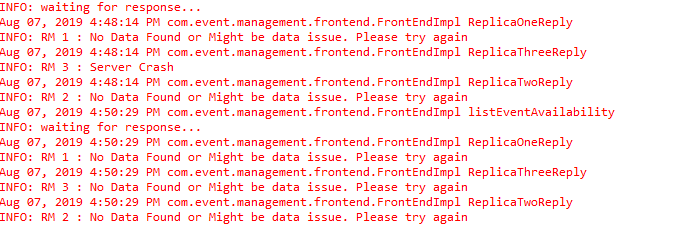 INFO: waiting for response...
Aug 07, 2019 4:48:14 PM com.event.management.frontend.FrontEndImpl ReplicaOneReply
INFO: RM 1 : No Data Found or Might be data issue. Please try again
Aug 07, 2019 4:48:14 PM com.event.management.frontend.FrontEndImpl ReplicaThreeReply
INFO: RM 3 : Server Crash
Aug 07, 2019 4:48:14 PM com.event.management.frontend.FrontEndImpl ReplicaTwoReply
INFO: RM 2 : No Data Found or Might be data issue. Please try again
Aug 07, 2019 4:50:29 PM com.event.management.frontend.FrontEndImpl listEventAvailability
INFO: waiting for response...
Aug 07, 2019 4:50:29 PM com.event.management.frontend.FrontEndImpl ReplicaOneReply
INFO: RM 1 : No Data Found or Might be data issue. Please try again
Aug 07, 2019 4:50:29 PM com.event.management.frontend.FrontEndImpl ReplicaThreeReply
INFO: RM 3 : No Data Found or Might be data issue. Please try again
Aug 07, 2019 4:50:29 PM com.event.management.frontend.FrontEndImpl ReplicaTwoReply
INFO: RM 2 : No Data Found or Might be data issue. Please try again